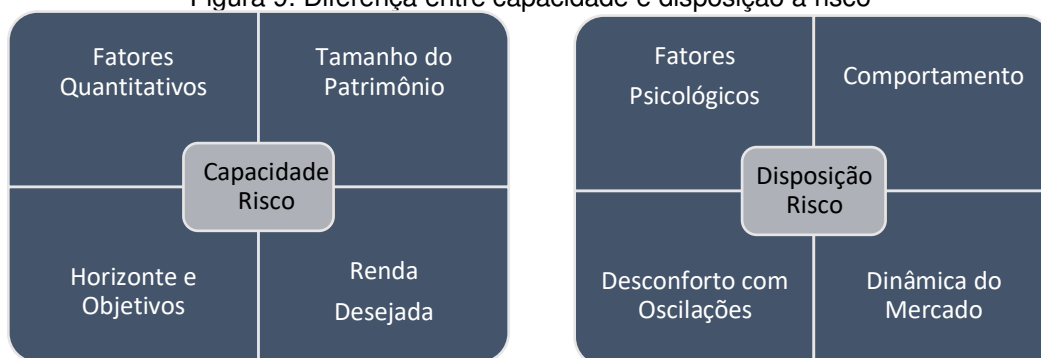 Figura 9: Diferença entre capacidade e disposição a risco
Fatores
Quantitativos
Tamanho do
Patrimônio
Capacidade
Risco
Horizonte e
Objetivos
Renda
Desejada
Fatores
Psicológicos
Comportamento
Disposição
Risco
Desconforto com
Oscilações
Dinâmica do
Mercado